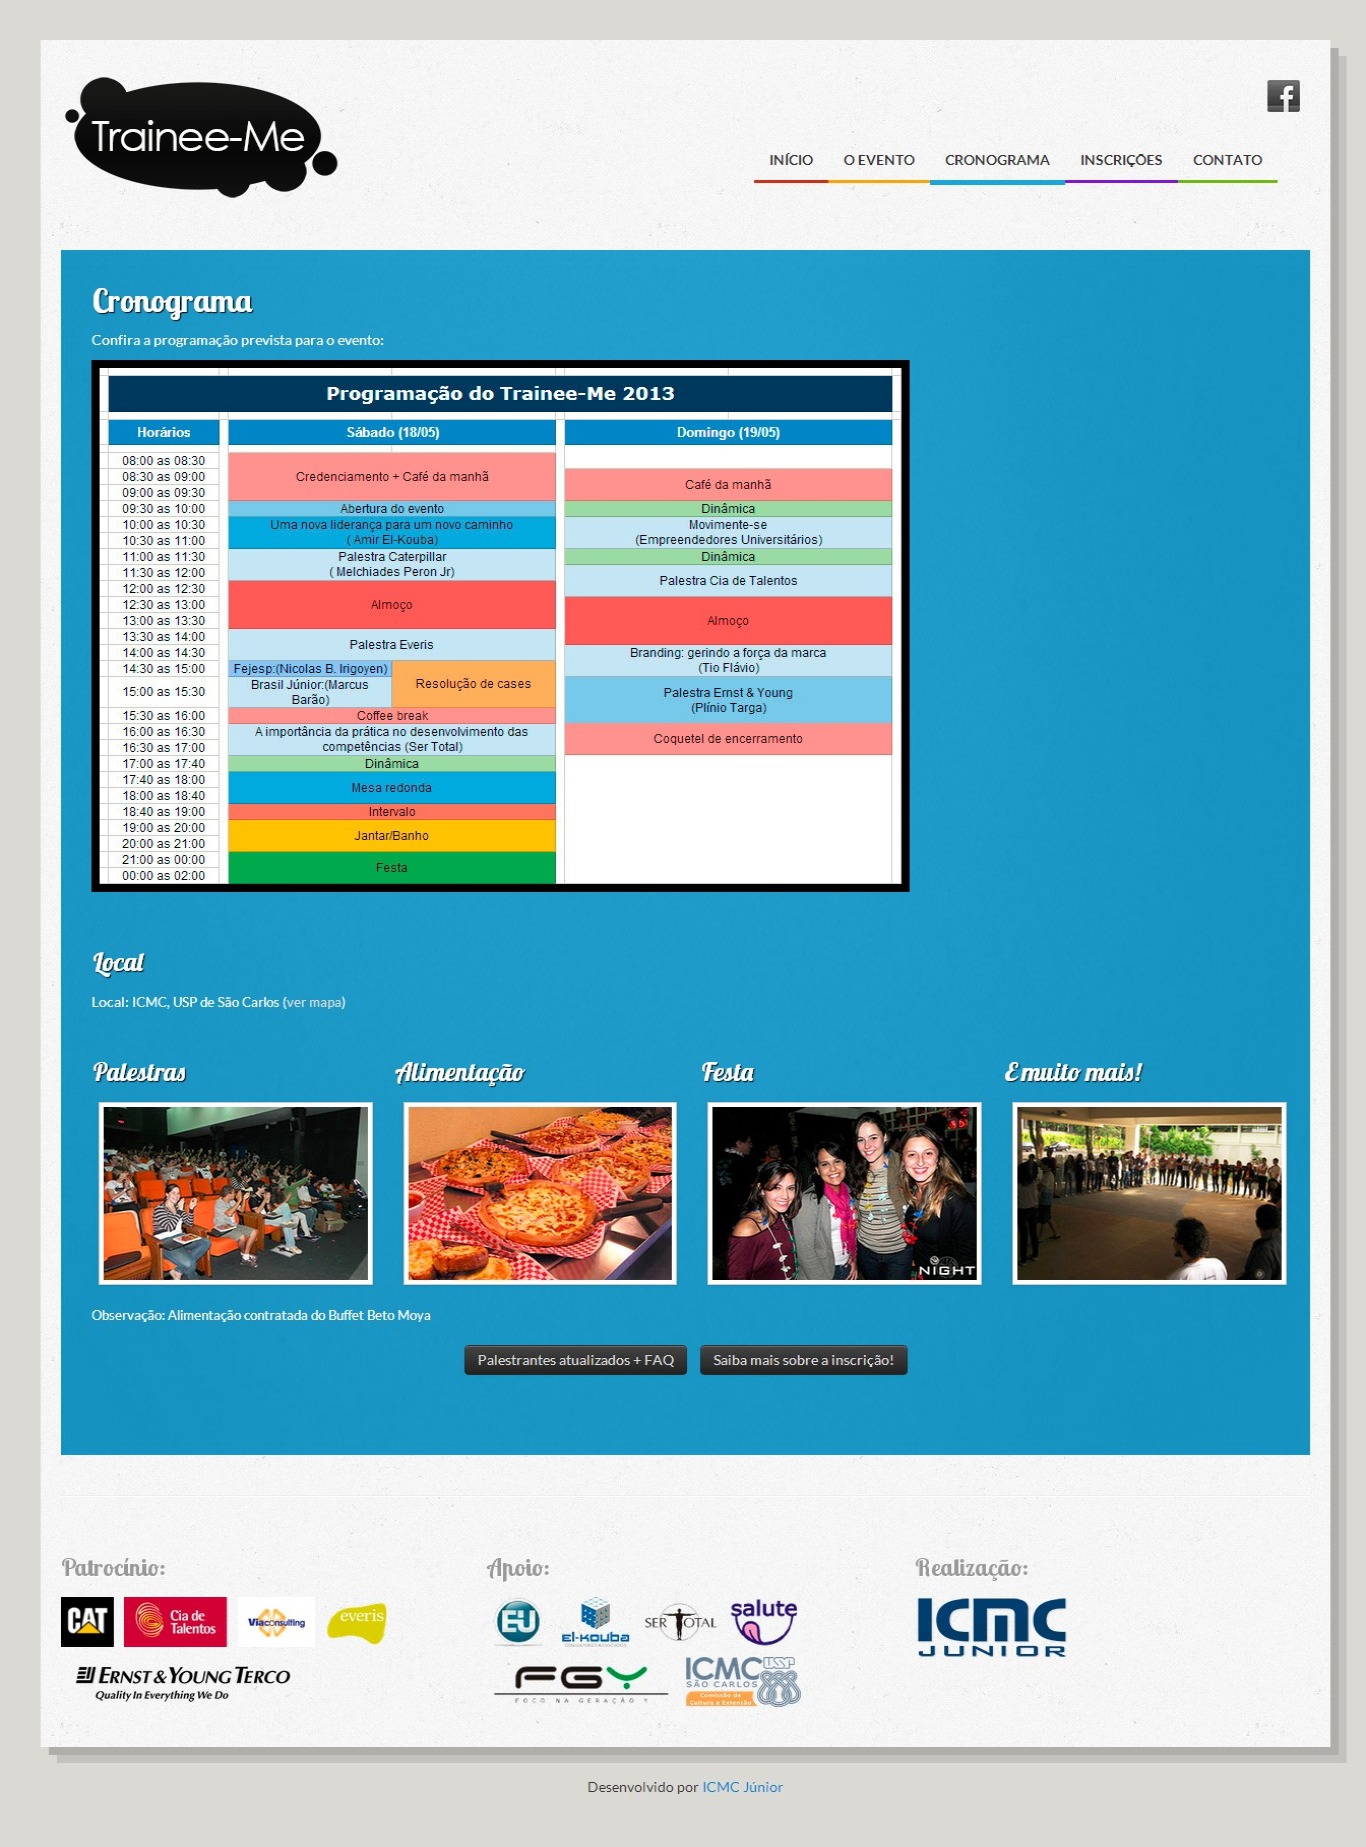 Trainee-Me
INÍCIO
O EVENTO
CRONOGRAMA
INSCRIÇÕES
CONTATO
Cronograma
Confira a programação prevista para o evento:
Programação do Trainee-Me 2013
Horários
Sábado (18/05)
Domingo (19/05)
08:00 as 08:30
08:30 as 09:00
09:00 as 09:30
09:30 as 10:00
10:00 as 10:30
10:30 as 11:00
11:00 as 11:30
11:30 as 12:00
12:00 as 12:30
12:30 as 13:00
13:00 as 13:30
13:30 as 14:00
14:00 as 14:30
14:30 as 15:00
15:00 as 15:30
15:30 as 16:00
16:00 as 16:30
16:30 as 17:00
17:00 as 17:40
17:40 as 18:00
18:00 as 18:40
18:40 as 19:00
19:00 as 20:00
20:00 as 21:00
21:00 as 00:00
00:00 as 02:00
Credenciamento + Café da manhã
Abertura do evento
Uma nova liderança para um novo caminho
( Amir El-Kouba)
Palestra Caterpillar
( Melchiades Peron Jr)
Almoço
Palestra Everis
Fejesp:(Nicolas B. Irigoyen)
Brasil Júnior:(Marcus
Barão)
Resolução de cases
Coffee break
A importância da prática no desenvolvimento das
competências (Ser Total)
Dinâmica
Mesa redonda
Intervalo
Jantar/Banho
Festa
Café da manhã
Dinâmica
Movimente-se
(Empreendedores Universitários)
Dinâmica
Palestra Cia de Talentos
Almoço
Branding: gerindo a força da marca
(Tio Flávio)
Palestra Ernst & Young
(Plínio Targa)
Coquetel de encerramento
Local
Local: ICMC, USP de São Carlos (ver mapa)
Palestras
Alimentação
Festa
E muito mais!
NIGHT
Observação: Alimentação contratada do Buffet Beto Moya
Palestrantes atualizados + FAQ
Saiba mais sobre a inscrição!
Patrocínio:
CAT
Cia de
Talentos
Viaconsulting
everis
ERNST & YOUNG TERCO
Quality In Everything We Do
Apoio:
EU
El-Kouba
SER TOTAL
salute
FGY
FOCO NA GERAÇÃO Y
ICMC USP
SÃO CARLOS
Comissão de
Cultura e Extensão
Realização:
ICMC
JUNIOR
Desenvolvido por ICMC Júnior